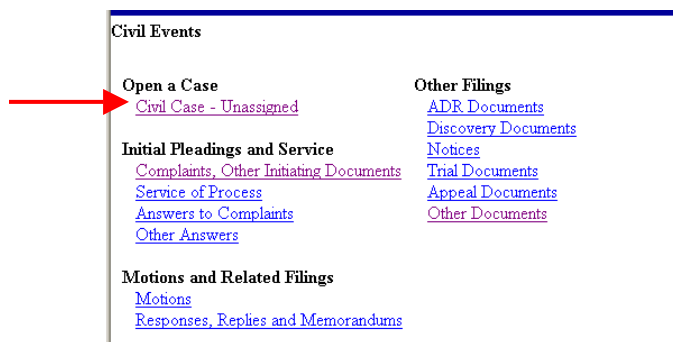 Civil Events
Open a Case
Civil Case - Unassigned
Initial Pleadings and Service
Complaints, Other Initiating Documents
Service of Process
Answers to Complaints
Other Answers
Motions and Related Filings
Motions
Responses, Replies and Memorandums
Other Filings
ADR Documents
Discovery Documents
Notices
Trial Documents
Appeal Documents
Other Documents